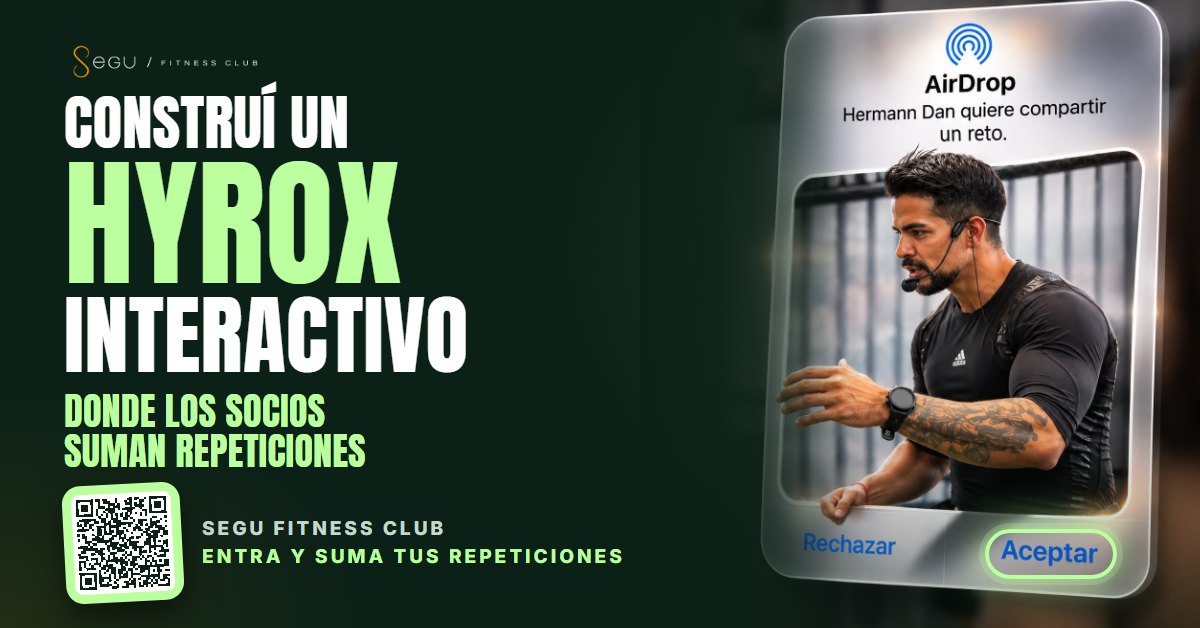 SEGU / FITNESS CLUB
CONSTRUÍ UN
HYROX
INTERACTIVO
DONDE LOS SOCIOS
SUMAN REPETICIONES
SEGU FITNESS CLUB
ENTRA Y SUMA TUS REPETICIONES
AirDrop
Hermann Dan quiere compartir
un reto.
adidas
Rechazar
Aceptar